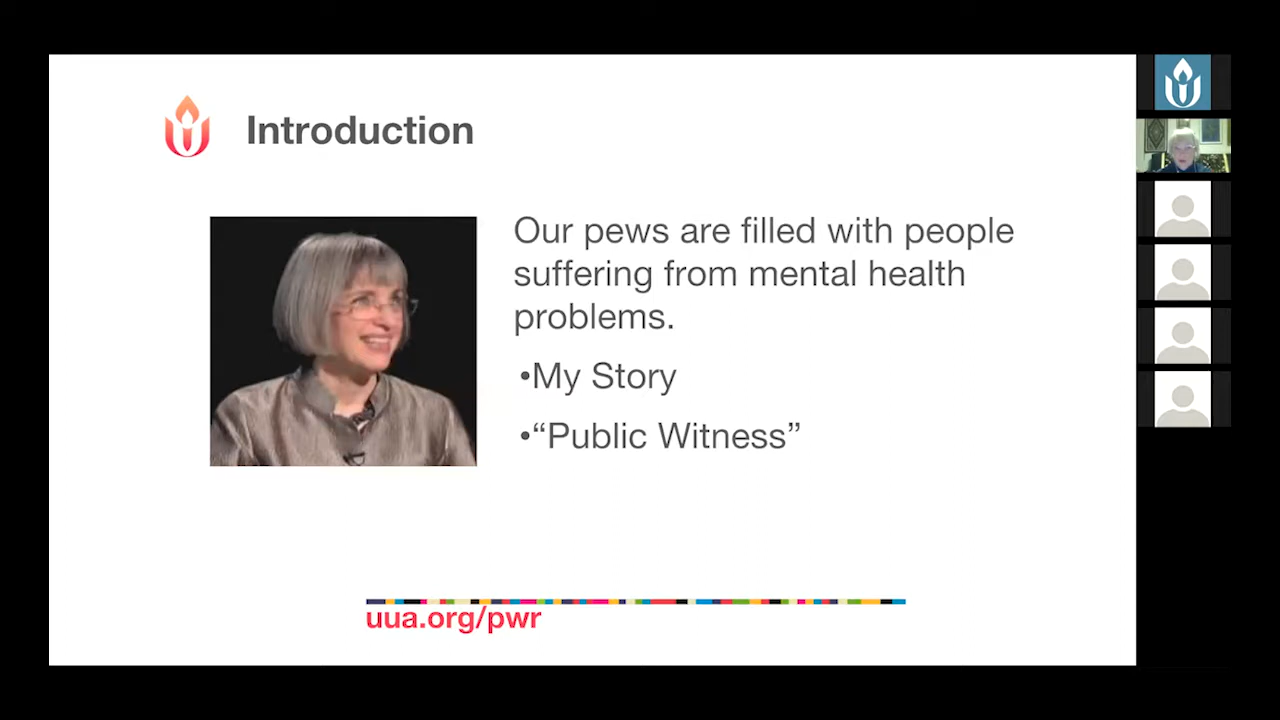 Introduction
Our pews are filled with people
suffering from mental health
problems.
•My Story
•“Public Witness”
uua.org/pwr